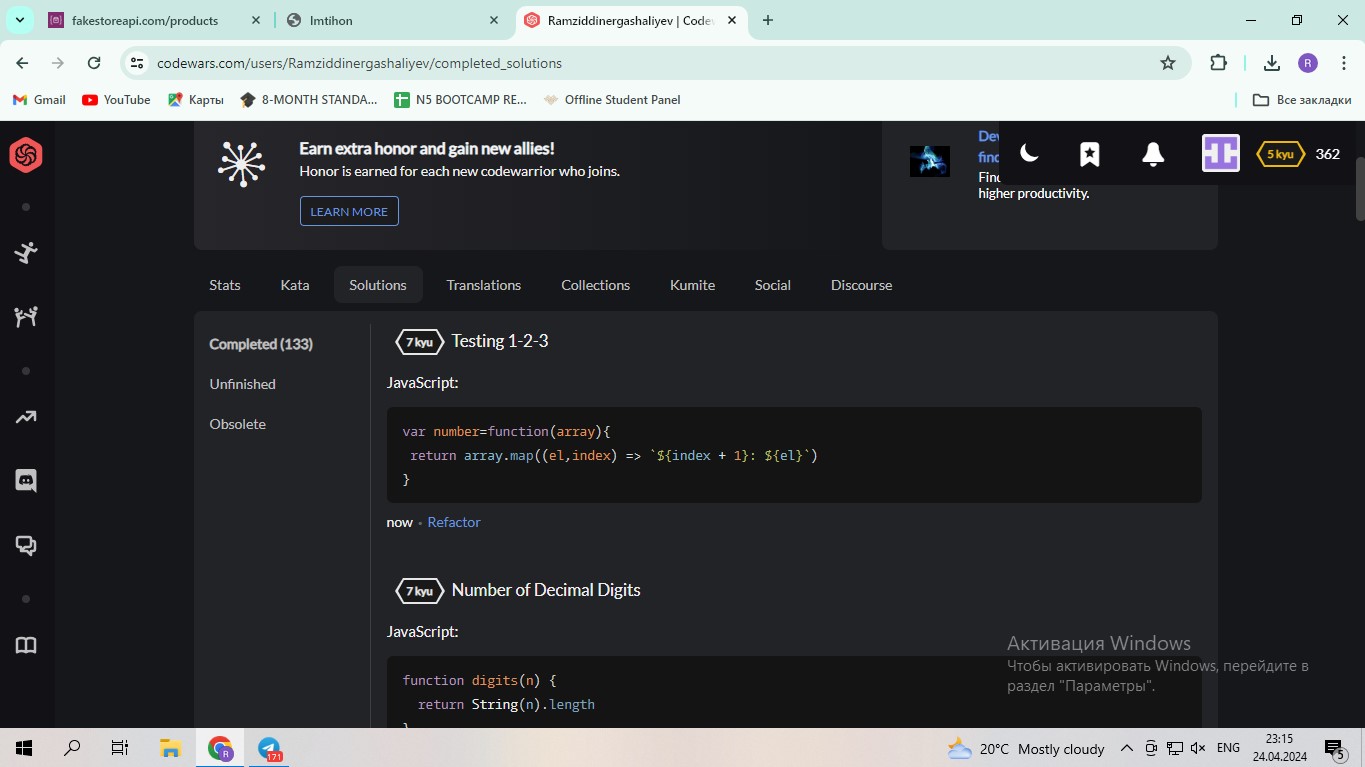 fakestoreapi.com/products
Imtihon
Ramziddinergashaliyev | Codew
codewars.com/users/Ramziddinergashaliyev/completed_solutions
R
Gmail
YouTube
Карты
8-MONTH STANDA...
N5 BOOTCAMP RE...
Offline Student Panel
Все закладки
Earn extra honor and gain new allies!
Honor is earned for each new codewarrior who joins.
LEARN MORE
Dev
find
Find
higher productivity.
5 kyu
362
Stats
Kata
Solutions
Translations
Collections
Kumite
Social
Discourse
Completed (133)
Unfinished
Obsolete
7 kyu Testing 1-2-3
JavaScript:
var number=function(array){
return array.map((el,index) => `${index + 1}: ${el}`)
}
now • Refactor
7 kyu Number of Decimal Digits
JavaScript:
function digits(n) {
return String(n).length
}
Активация Windows
Чтобы активировать Windows, перейдите в
раздел "Параметры".
R
171
20°C Mostly cloudy
ENG
23:15
24.04.2024
5